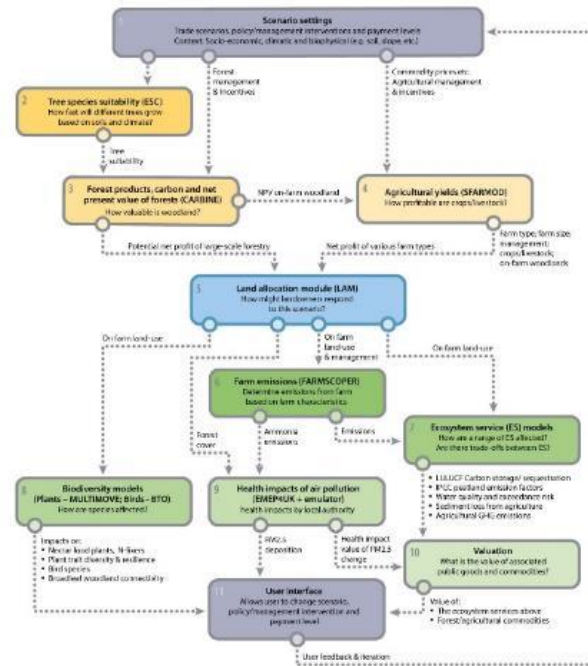 1
Scenario settings
Trade scenarios, policy/management interventions and payment levels
Context: Socio-economic, climatic and biophysical (e.g. soil, slope, etc.)
Forest
management
& incentives
Commodity prices etc.
Agricultural management
& incentives
2
Tree species suitability (ESC)
How fast will different trees grow
based on soils and climate?
Tree
suitability
3
Forest products, carbon and net
present value of forests (CARBINE)
How valuable is woodland?
NPV on-farm woodland
4
Agricultural yields (SFARMOD)
How profitable are crops/livestock?
Potential net profit of large-scale forestry
Net profit of various farm types
Farm type; farm size;
management;
crops/livestock;
on-farm woodland
5
Land allocation module (LAM)
How might landowners respond
to this scenario?
On farm land-use
On farm
land-use
& management
On farm land-use
6
Farm emissions (FARMSCOPER)
Determine emissions from farm
based on farm characteristics
Forest
cover
Ammonia
emissions
Emissions
7
Ecosystem service (ES) models
How are a range of ES affected?
Are there trade-offs between ES?
8
Biodiversity models
(Plants – MULTIMOVE; Birds – BTO)
How are species affected?
9
Health impacts of air pollution
(EMEP4UK + emulator)
Health impacts by local authority
• LULUCF Carbon storage/ sequestration
• IPCC peatland emission factors
• Water quality and exceedance risk
• Sediment loss from agriculture
• Agricultural GHG emissions
Impacts on:
• Nectar food plants, N-fixers
• Plant trait diversity & resilience
• Bird species
• Broadleaf woodland connectivity
PM2.5
deposition
Health impact
value of PM2.5
change
10
Valuation
What is the value of associated
public goods and commodities?
11
User interface
Allows user to change scenario,
policy/management intervention and
payment level
Value of:
• The ecosystem services above
• Forest/agricultural commodities
User feedback & iteration